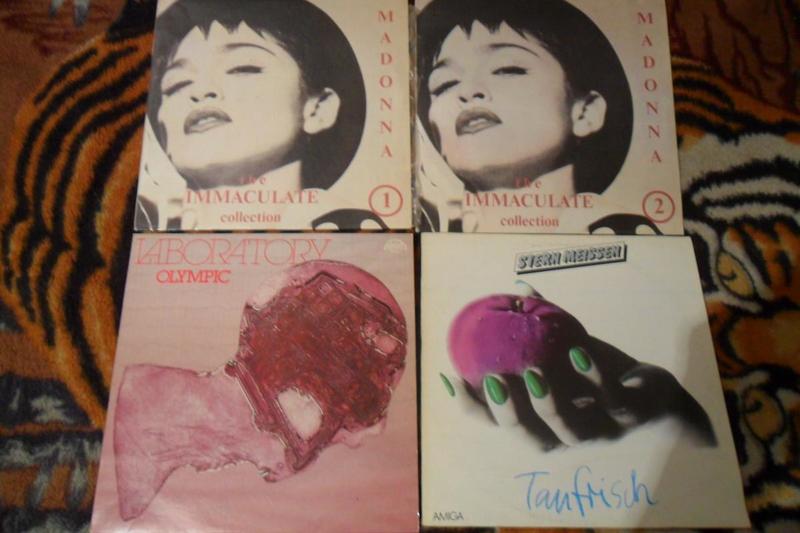 MADONNA
the
IMMACULATE
collection
1
MADONNA
the
IMMACULATE
collection
2
LABORATORY
OLYMPIC
STERN MEISSEN
Taufrisch
AMIGA